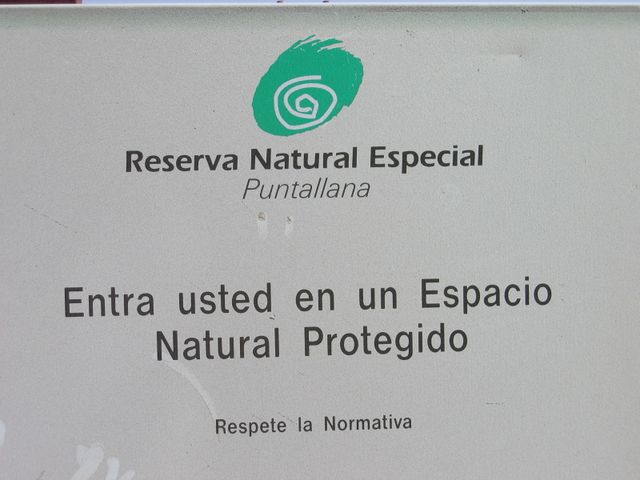 Reserva Natural Especial
Puntallana
Entra usted en un Espacio
Natural Protegido
Respete la Normativa